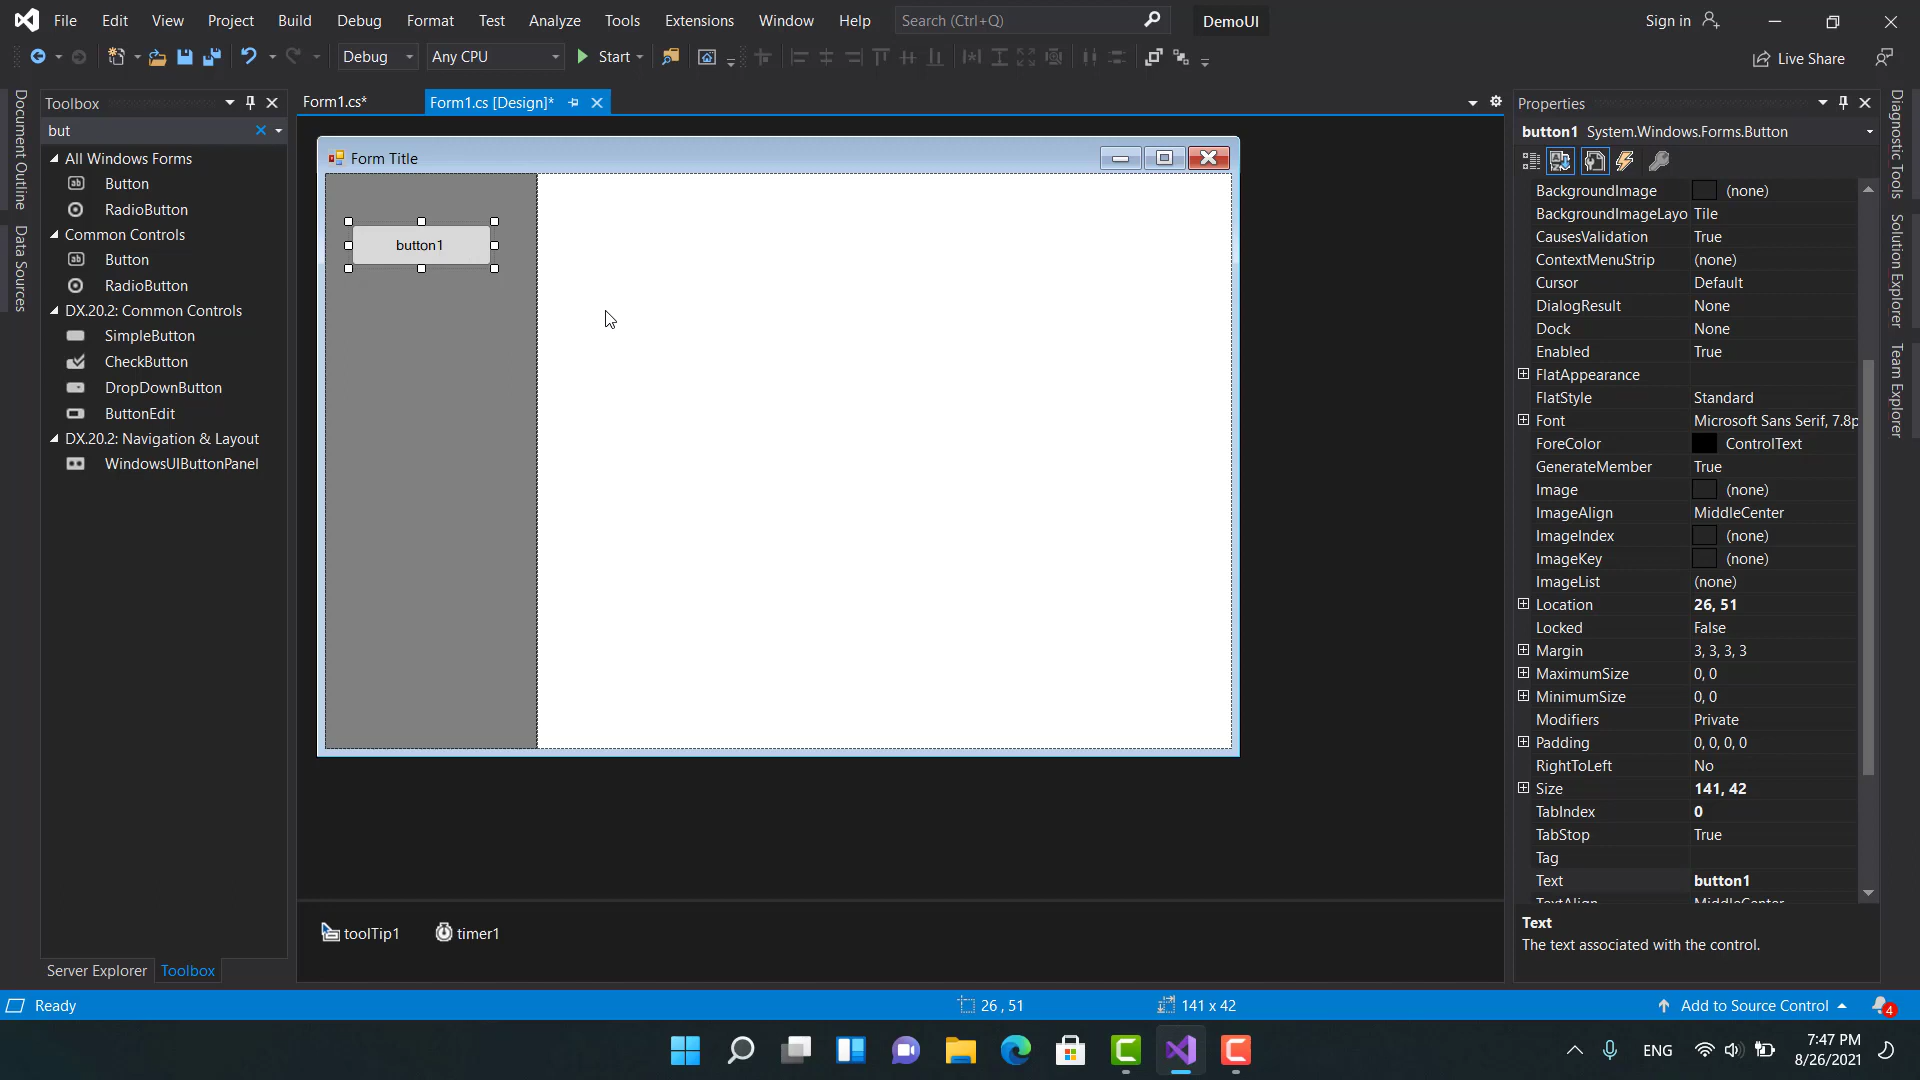 File Edit View Project Build Debug Format Test Analyze Tools Extensions Window Help Search (Ctrl+Q) DemoUI Sign in
Debug Any CPU Start Live Share
Document Outline
Data Sources
Toolbox
but
All Windows Forms
Button
RadioButton
Common Controls
Button
RadioButton
DX.20.2: Common Controls
SimpleButton
CheckButton
DropDownButton
ButtonEdit
DX.20.2: Navigation & Layout
WindowsUIButtonPanel
Server Explorer Toolbox
Form1.cs* Form1.cs [Design]*
Form Title
button1
toolTip1 timer1
Properties
button1 System.Windows.Forms.Button
BackgroundImage (none)
BackgroundImageLayo Tile
CausesValidation True
ContextMenuStrip (none)
Cursor Default
DialogResult None
Dock None
Enabled True
FlatAppearance
FlatStyle Standard
Font Microsoft Sans Serif, 7.8p
ForeColor ControlText
GenerateMember True
Image (none)
ImageAlign MiddleCenter
ImageIndex (none)
ImageKey (none)
ImageList (none)
Location 26, 51
Locked False
Margin 3, 3, 3, 3
MaximumSize 0, 0
MinimumSize 0, 0
Modifiers Private
Padding 0, 0, 0, 0
RightToLeft No
Size 141, 42
TabIndex 0
TabStop True
Tag
Text button1
TextAlign MiddleCenter
Text
The text associated with the control.
Diagnostic Tools
Solution Explorer
Team Explorer
Ready 26 , 51 141 x 42 Add to Source Control 4
ENG 7:47 PM
8/26/2021